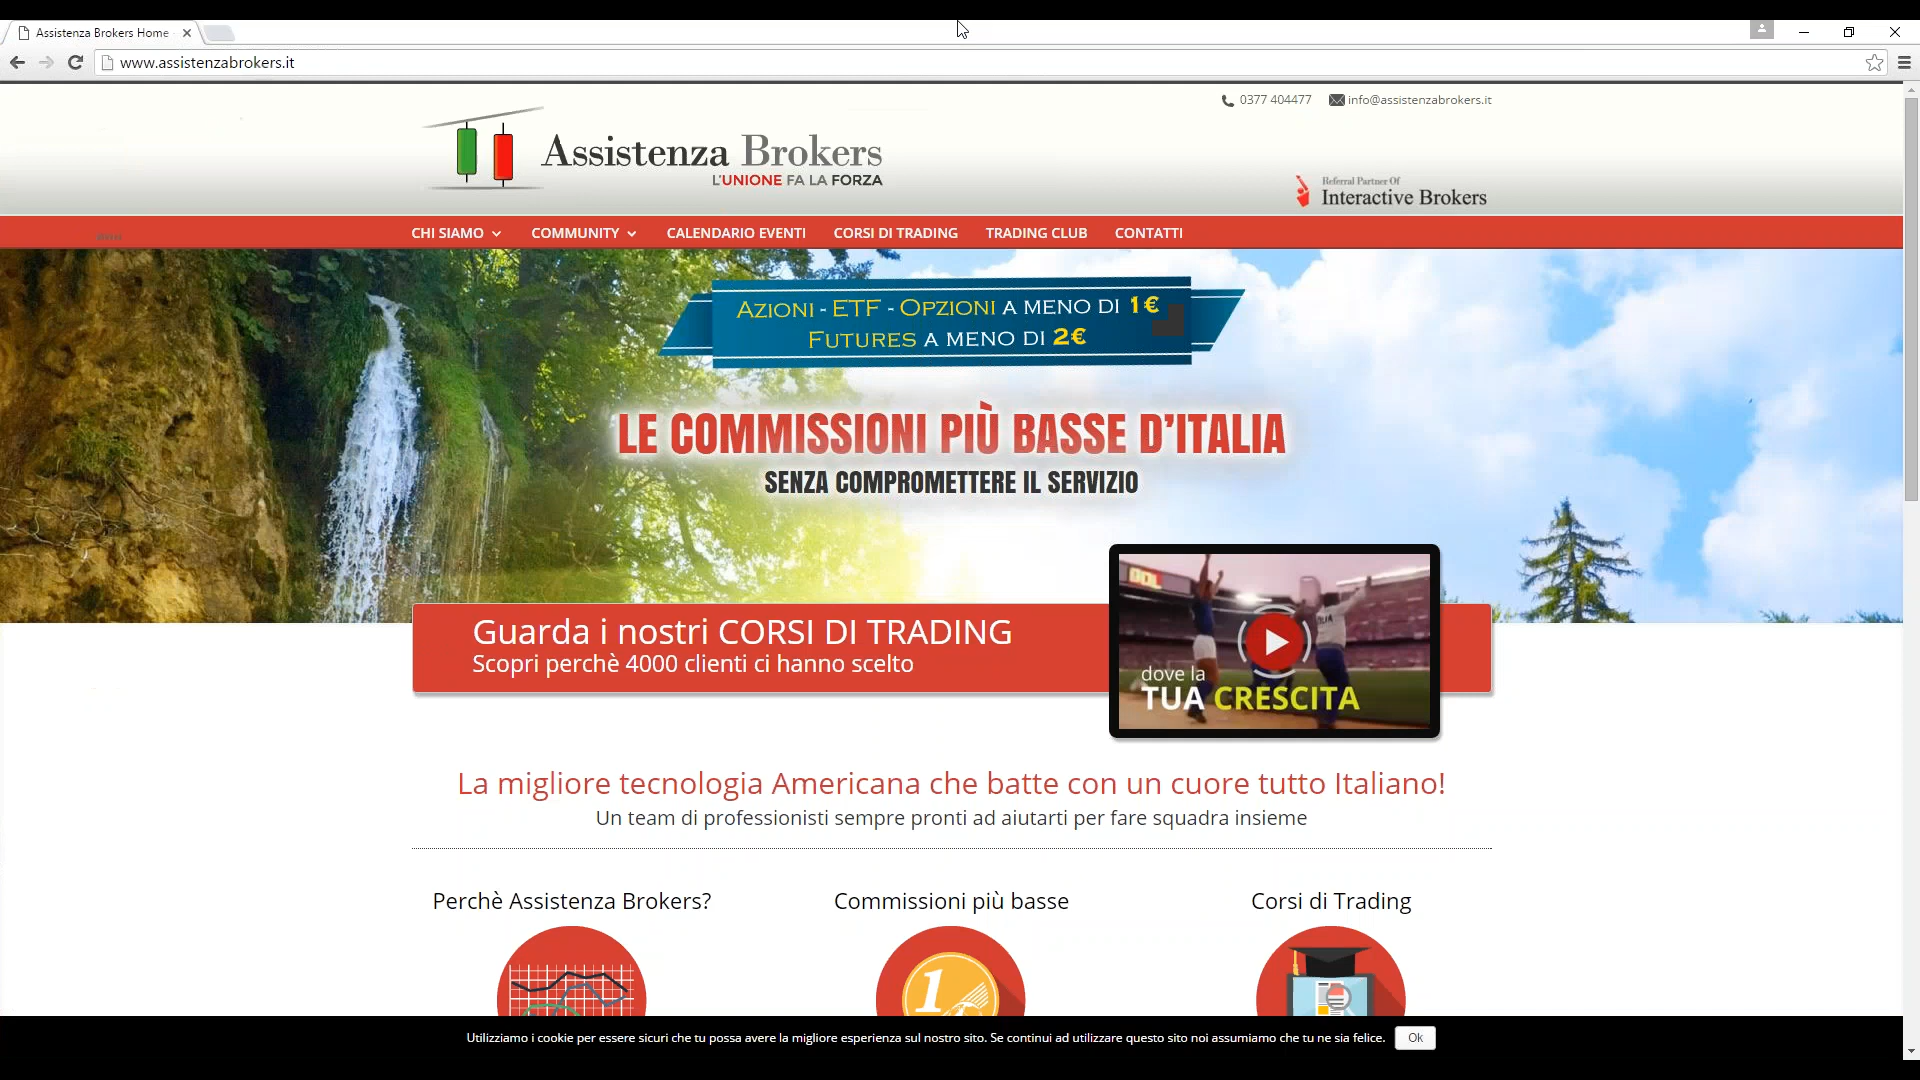 Assistenza Brokers Home
www.assistenzabrokers.it
0377 404477 info@assistenzabrokers.it
Assistenza Brokers
L'UNIONE FA LA FORZA
Referral Partner Of
Interactive Brokers
CHI SIAMO COMMUNITY CALENDARIO EVENTI CORSI DI TRADING TRADING CLUB CONTATTI
AZIONI - ETF - OPZIONI A MENO DI 1€
FUTURES A MENO DI 2€
LE COMMISSIONI PIÙ BASSE D'ITALIA
SENZA COMPROMETTERE IL SERVIZIO
Guarda i nostri CORSI DI TRADING
Scopri perchè 4000 clienti ci hanno scelto
dove la
TUA CRESCITA
La migliore tecnologia Americana che batte con un cuore tutto Italiano!
Un team di professionisti sempre pronti ad aiutarti per fare squadra insieme
Perchè Assistenza Brokers? Commissioni più basse Corsi di Trading
1
Utilizziamo i cookie per essere sicuri che tu possa avere la migliore esperienza sul nostro sito. Se continui ad utilizzare questo sito noi assumiamo che tu ne sia felice. Ok